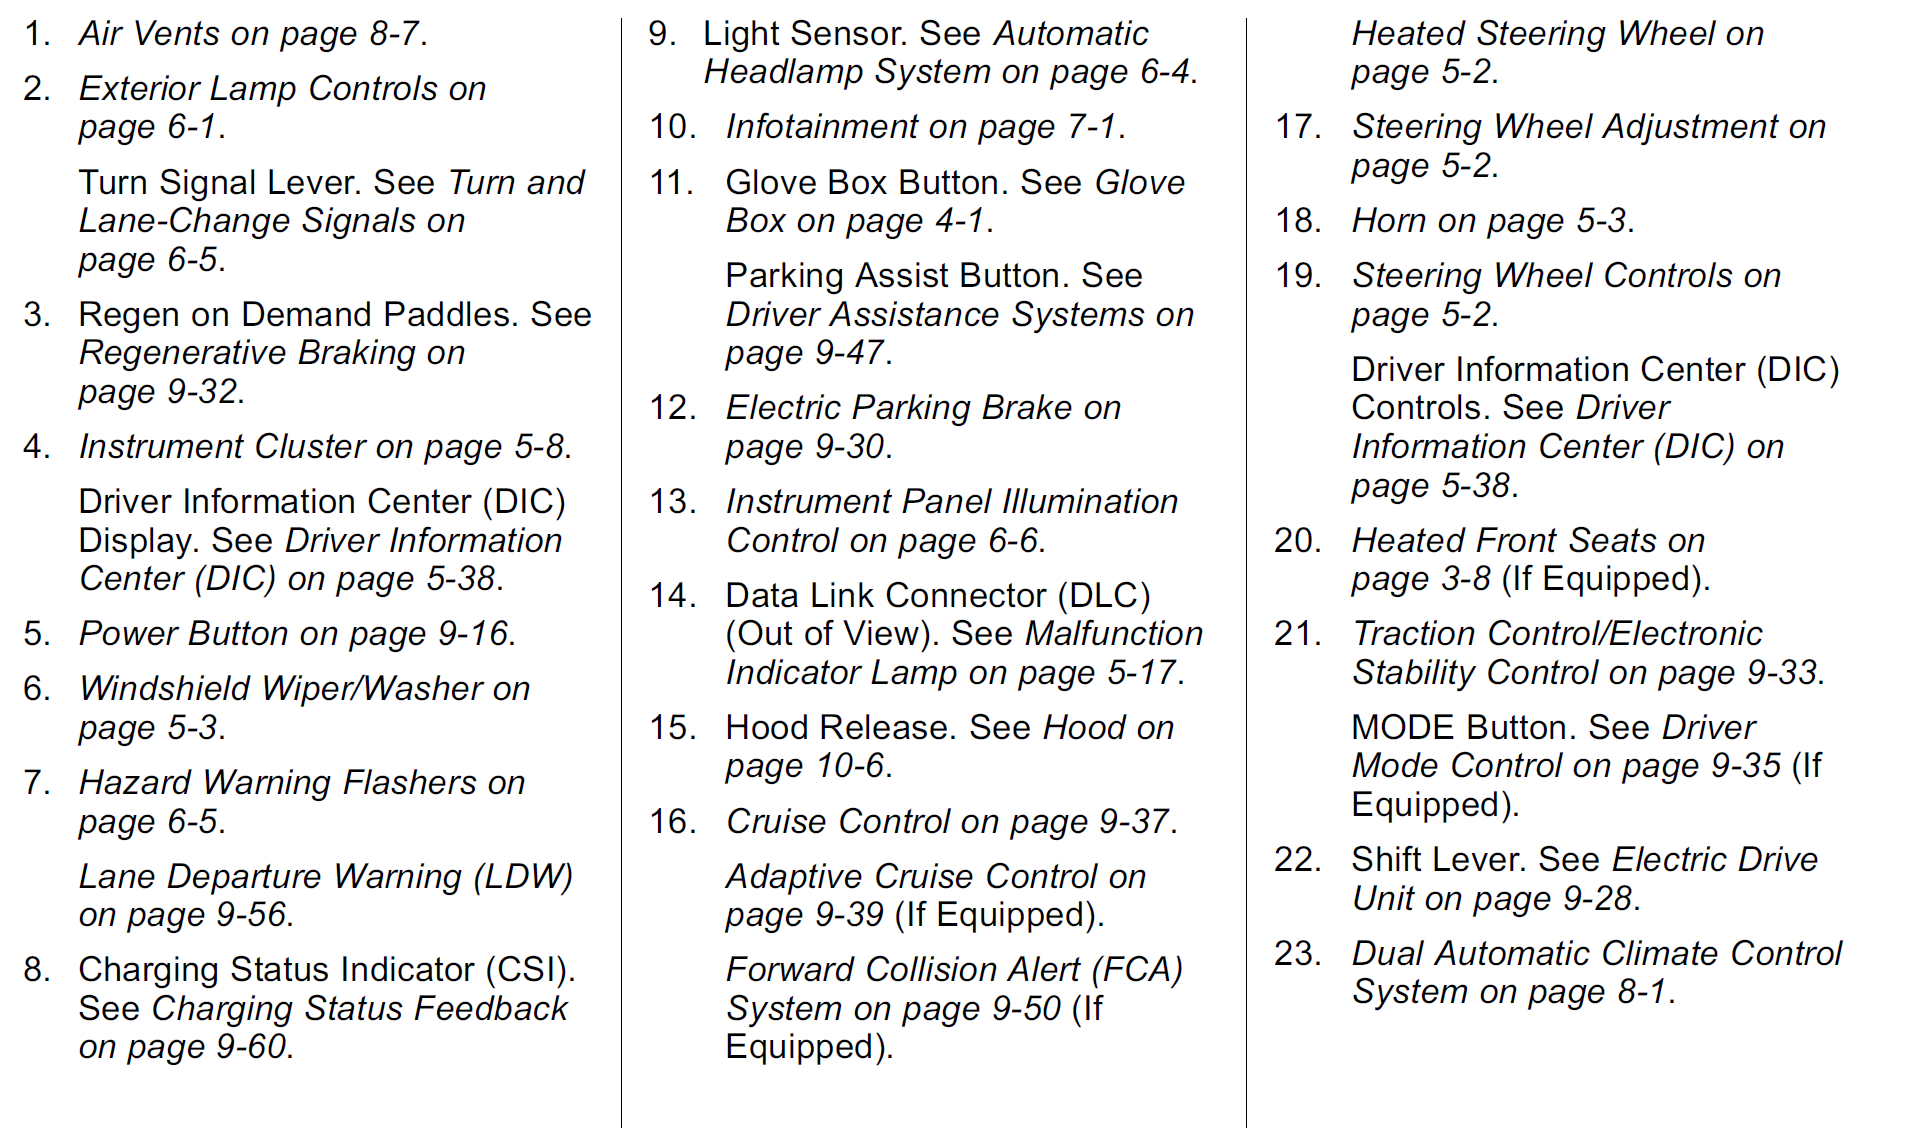 1. Air Vents on page 8-7.
2. Exterior Lamp Controls on
page 6-1.
Turn Signal Lever. See Turn and
Lane-Change Signals on
page 6-5.
3. Regen on Demand Paddles. See
Regenerative Braking on
page 9-32.
4. Instrument Cluster on page 5-8.
Driver Information Center (DIC)
Display. See Driver Information
Center (DIC) on page 5-38.
5. Power Button on page 9-16.
6. Windshield Wiper/Washer on
page 5-3.
7. Hazard Warning Flashers on
page 6-5.
Lane Departure Warning (LDW)
on page 9-56.
8. Charging Status Indicator (CSI).
See Charging Status Feedback
on page 9-60.
9. Light Sensor. See Automatic
Headlamp System on page 6-4.
10. Infotainment on page 7-1.
11. Glove Box Button. See Glove
Box on page 4-1.
Parking Assist Button. See
Driver Assistance Systems on
page 9-47.
12. Electric Parking Brake on
page 9-30.
13. Instrument Panel Illumination
Control on page 6-6.
14. Data Link Connector (DLC)
(Out of View). See Malfunction
Indicator Lamp on page 5-17.
15. Hood Release. See Hood on
page 10-6.
16. Cruise Control on page 9-37.
Adaptive Cruise Control on
page 9-39 (If Equipped).
Forward Collision Alert (FCA)
System on page 9-50 (If
Equipped).
Heated Steering Wheel on
page 5-2.
17. Steering Wheel Adjustment on
page 5-2.
18. Horn on page 5-3.
19. Steering Wheel Controls on
page 5-2.
Driver Information Center (DIC)
Controls. See Driver
Information Center (DIC) on
page 5-38.
20. Heated Front Seats on
page 3-8 (If Equipped).
21. Traction Control/Electronic
Stability Control on page 9-33.
MODE Button. See Driver
Mode Control on page 9-35 (If
Equipped).
22. Shift Lever. See Electric Drive
Unit on page 9-28.
23. Dual Automatic Climate Control
System on page 8-1.